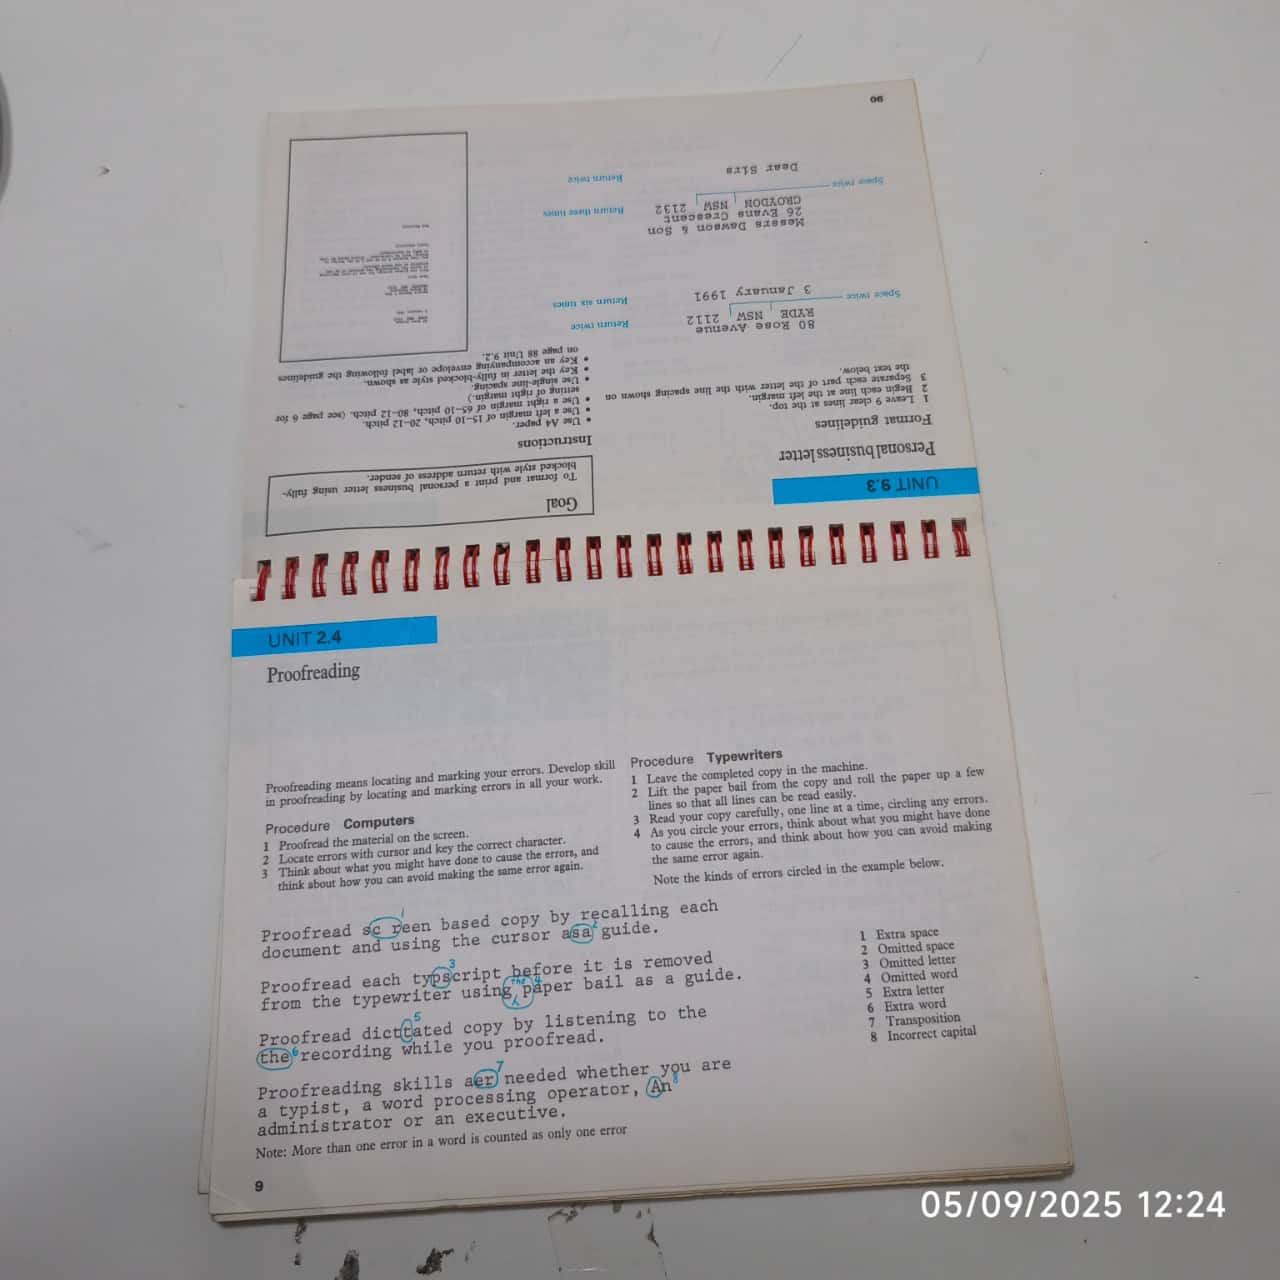 90
UNIT 9.3
Personal business letter
Format guidelines
1 Leave 9 clear lines at the top.
2 Begin each line at the left margin.
3 Separate each part of the letter with the line spacing shown on
the text below.
80 Rose Avenue
RYDE NSW 2112
Return twice
Space twice
3 January 1991
Return six times
Messrs Dawson & Son
26 Evans Crescent
CROYDON NSW 2132
Return three times
Space twice
Dear Sirs
Return twice
Goal
To format and print a personal business letter using fully-
blocked style with return address of sender.
Instructions
• Use A4 paper.
• Use a left margin of 15–10 pitch, 20–12 pitch.
• Use a right margin of 65–10 pitch, 80–12 pitch. (see page 6 for
setting of right margin.)
• Use single-line spacing.
• Key the letter in fully-blocked style as shown.
• Key an accompanying envelope or label following the guidelines
on page 88 Unit 9.2.
UNIT 2.4
Proofreading
Proofreading means locating and marking your errors. Develop skill
in proofreading by locating and marking errors in all your work.
Procedure Computers
1 Proofread the material on the screen.
2 Locate errors with cursor and key the correct character.
3 Think about what you might have done to cause the errors, and
think about how you can avoid making the same error again.
Procedure Typewriters
1 Leave the completed copy in the machine.
2 Lift the paper bail from the copy and roll the paper up a few
lines so that all lines can be read easily.
3 Read your copy carefully, one line at a time, circling any errors.
4 As you circle your errors, think about what you might have done
to cause the errors, and think about how you can avoid making
the same error again.
Note the kinds of errors circled in the example below.
1
Proofread sc reen based copy by recalling each
document and using the cursor asa guide.
2
3
Proofread each typscript before it is removed
the 4
from the typewriter using paper bail as a guide.
5
Proofread dicttated copy by listening to the
the recording while you proofread.
6
7
Proofreading skills aer needed whether you are
a typist, a word processing operator, An
8
administrator or an executive.
Note: More than one error in a word is counted as only one error
1 Extra space
2 Omitted space
3 Omitted letter
4 Omitted word
5 Extra letter
6 Extra word
7 Transposition
8 Incorrect capital
9
05/09/2025 12:24